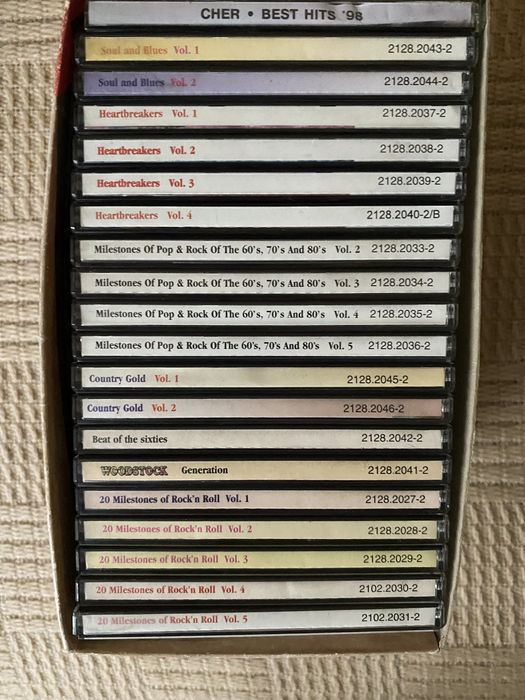 CHER • BEST HITS '98
Soul and Blues Vol. 1 2128.2043-2
Soul and Blues Vol. 2 2128.2044-2
Heartbreakers Vol. 1 2128.2037-2
Heartbreakers Vol. 2 2128.2038-2
Heartbreakers Vol. 3 2128.2039-2
Heartbreakers Vol. 4 2128.2040-2/B
Milestones Of Pop & Rock Of The 60's, 70's And 80's Vol. 2 2128.2033-2
Milestones Of Pop & Rock Of The 60's, 70's And 80's Vol. 3 2128.2034-2
Milestones Of Pop & Rock Of The 60's, 70's And 80's Vol. 4 2128.2035-2
Milestones Of Pop & Rock Of The 60's, 70's And 80's Vol. 5 2128.2036-2
Country Gold Vol. 1 2128.2045-2
Country Gold Vol. 2 2128.2046-2
Beat of the sixties 2128.2042-2
WOODSTOCK Generation 2128.2041-2
20 Milestones of Rock'n Roll Vol. 1 2128.2027-2
20 Milestones of Rock'n Roll Vol. 2 2128.2028-2
20 Milestones of Rock'n Roll Vol. 3 2128.2029-2
20 Milestones of Rock'n Roll Vol. 4 2102.2030-2
20 Milestones of Rock'n Roll Vol. 5 2102.2031-2